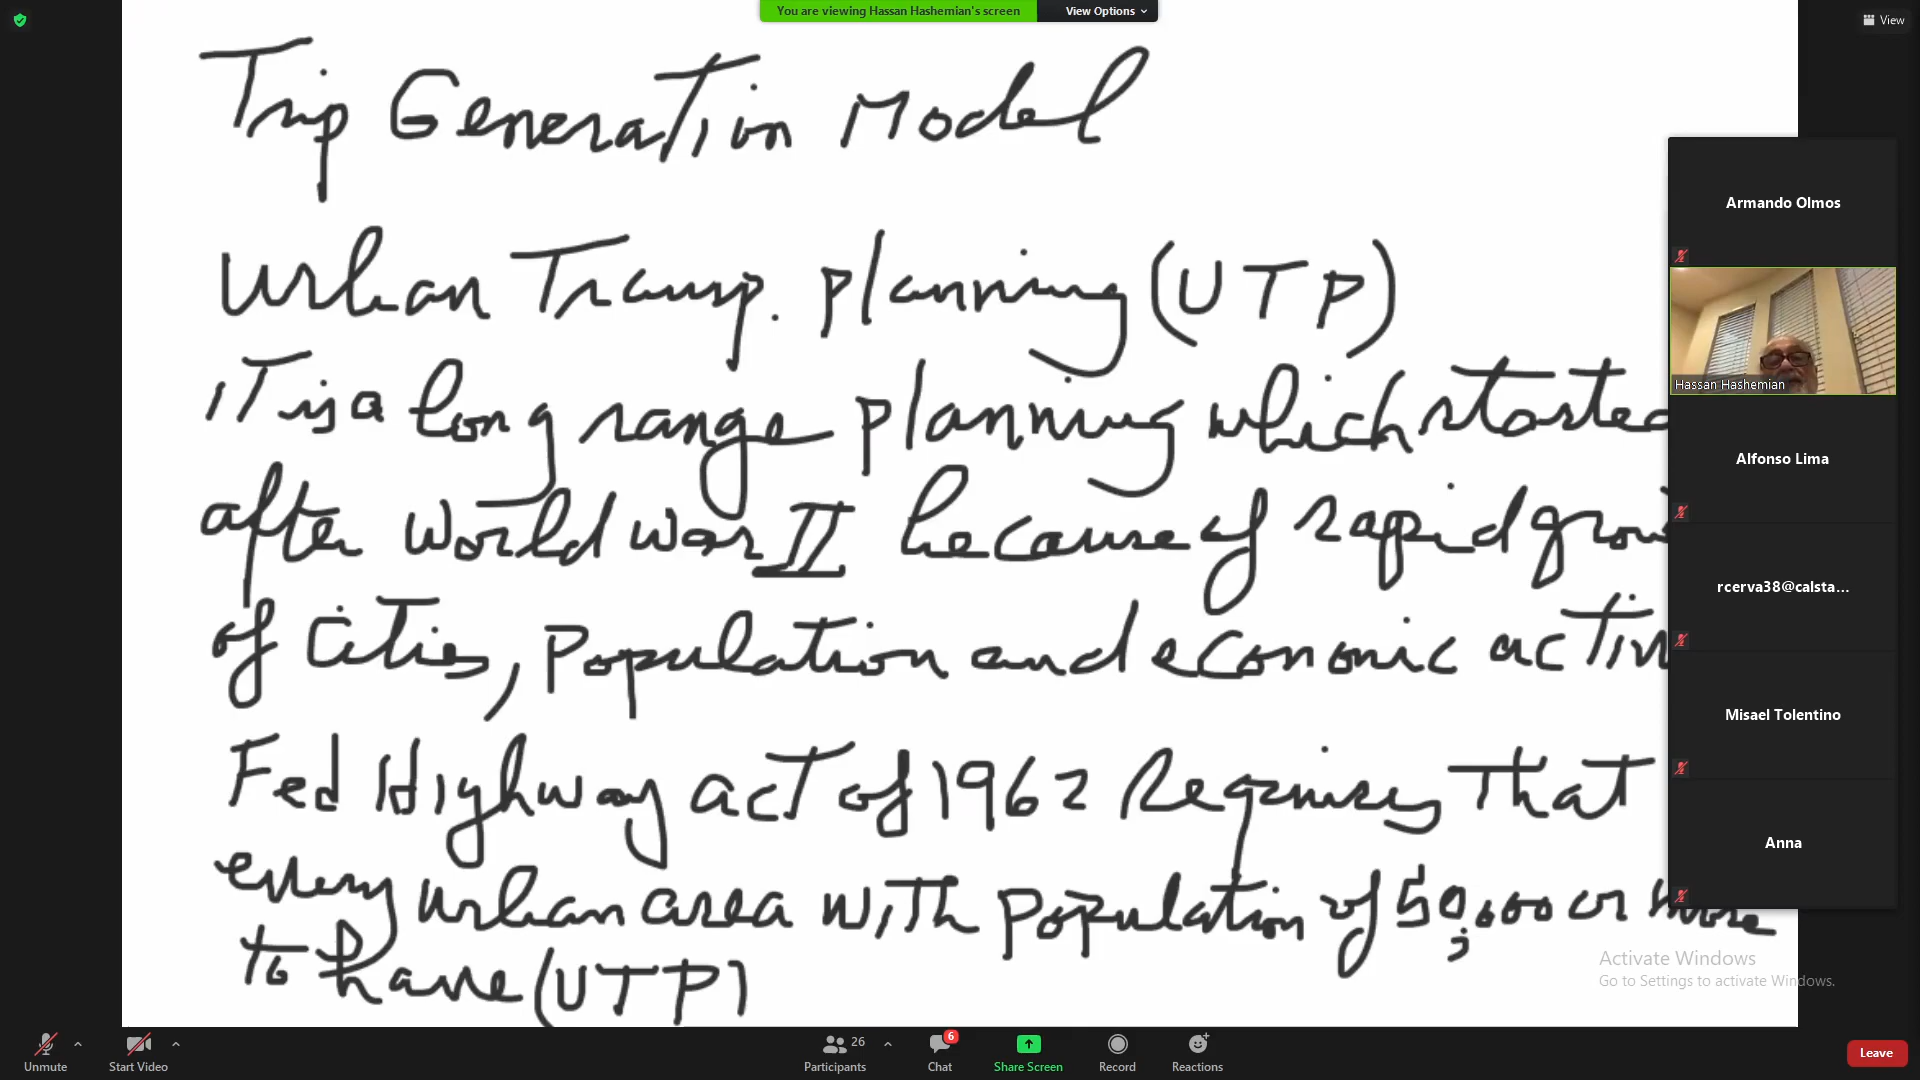 You are viewing Hassan Hashemian's screen
View Options
View
Trip Generation Model
Urban Transp. Planning (UTP)
IT is a long range planning which started
after World War II because of rapid grow
of Cities, Population and economic activ
Fed Highway act of 1962 Requires That
every urban area with population of 50,000 or more
To have (UTP)
Armando Olmos
Hassan Hashemian
Alfonso Lima
rcerva38@calsta...
Misael Tolentino
Anna
Activate Windows
Go to Settings to activate Windows.
Unmute
Start Video
Participants
26
Chat
6
Share Screen
Record
Reactions
Leave